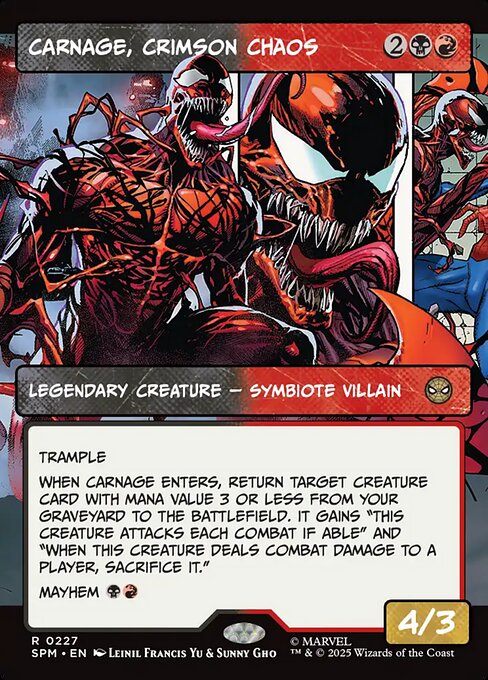 CARNAGE, CRIMSON CHAOS 2
LEGENDARY CREATURE – SYMBIOTE VILLAIN
TRAMPLE
WHEN CARNAGE ENTERS, RETURN TARGET CREATURE
CARD WITH MANA VALUE 3 OR LESS FROM YOUR
GRAVEYARD TO THE BATTLEFIELD. IT GAINS “THIS
CREATURE ATTACKS EACH COMBAT IF ABLE” AND
“WHEN THIS CREATURE DEALS COMBAT DAMAGE TO A
PLAYER, SACRIFICE IT.”
MAYHEM
4/3
R 0227
SPM • EN LEINIL FRANCIS YU & SUNNY GHO
© MARVEL
™ & © 2025 Wizards of the Coast